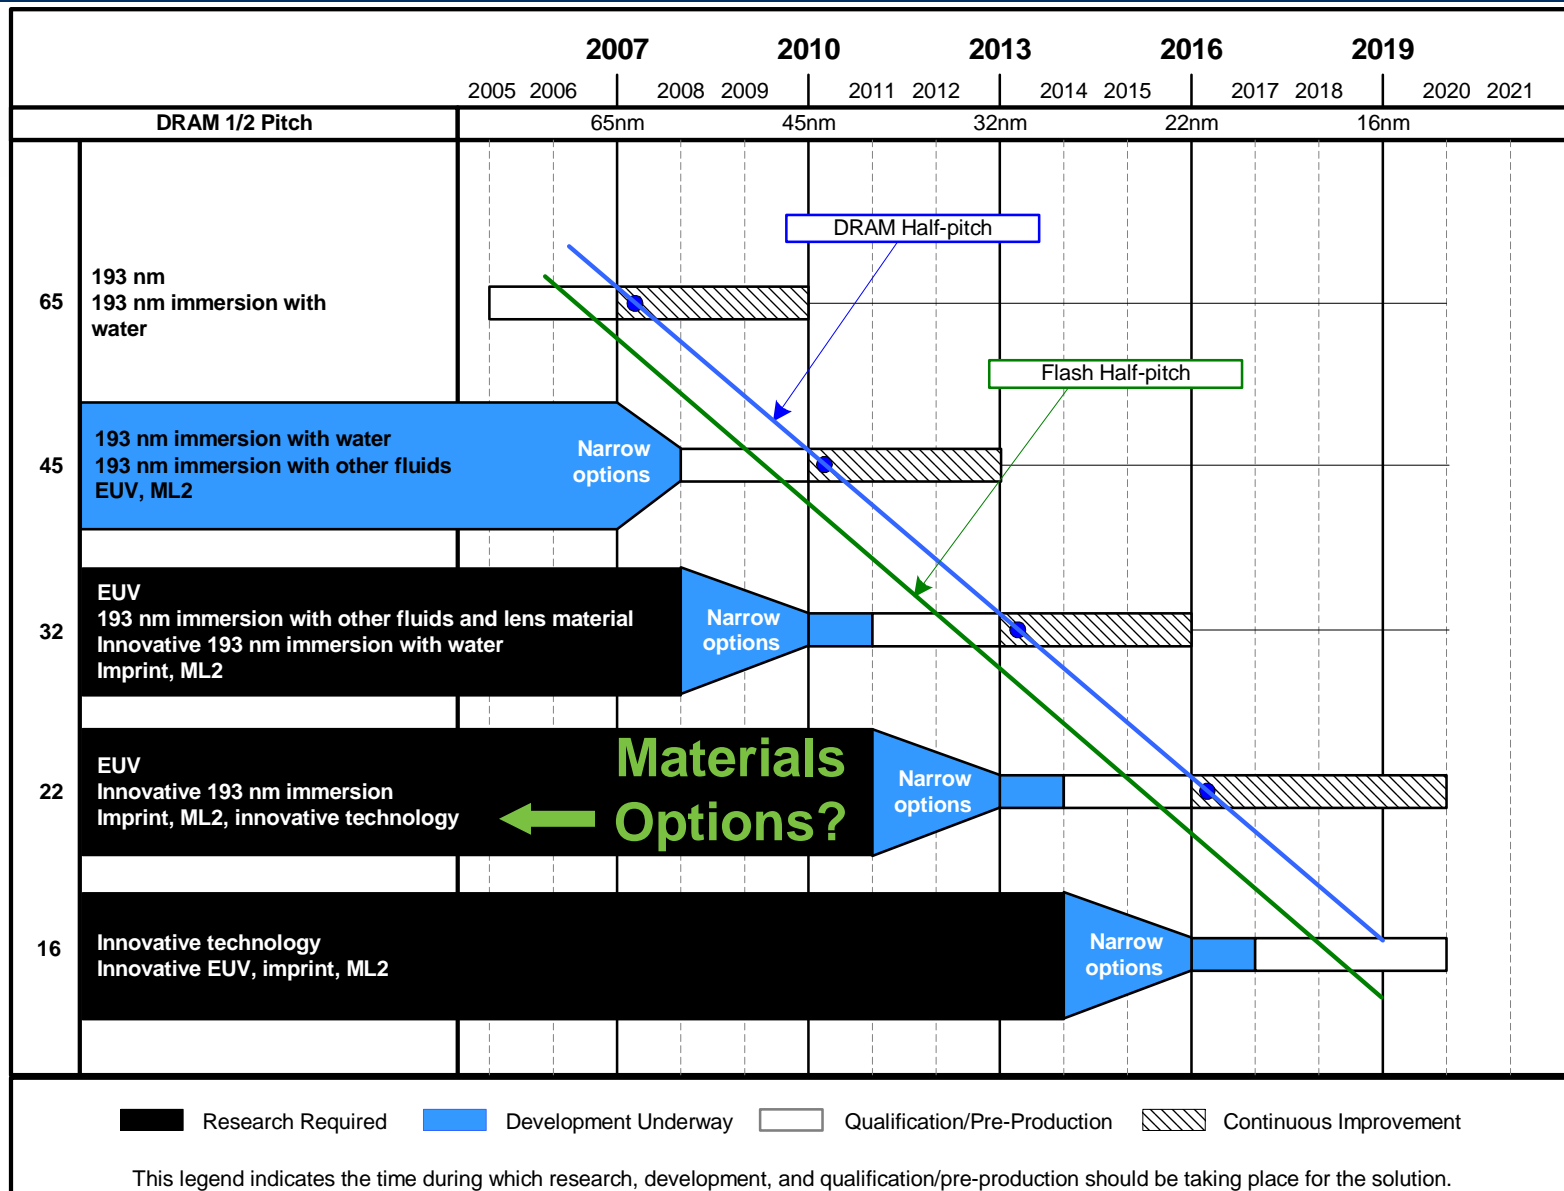 2007 2010 2013 2016 2019
2005 2006 2008 2009 2011 2012 2014 2015 2017 2018 2020 2021
DRAM 1/2 Pitch 65nm 45nm 32nm 22nm 16nm
DRAM Half-pitch
65
193 nm
193 nm immersion with
water
Flash Half-pitch
45
193 nm immersion with water
193 nm immersion with other fluids
EUV, ML2
Narrow
options
32
EUV
193 nm immersion with other fluids and lens material
Innovative 193 nm immersion with water
Imprint, ML2
Narrow
options
22
EUV
Innovative 193 nm immersion
Imprint, ML2, innovative technology
Materials
Options?
Narrow
options
16
Innovative technology
Innovative EUV, imprint, ML2
Narrow
options
Research Required Development Underway Qualification/Pre-Production Continuous Improvement
This legend indicates the time during which research, development, and qualification/pre-production should be taking place for the solution.